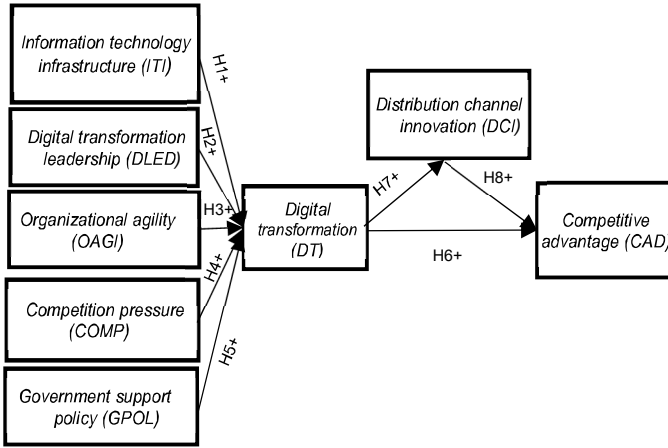 Information technology
infrastructure (ITI)
H1+
Digital transformation
leadership (DLED)
H2+
Organizational agility
(OAGI)
H3+
Competition pressure
(COMP)
H4+
Government support
policy (GPOL)
H5+
Digital
transformation
(DT)
H7+
Distribution channel
innovation (DCI)
H8+
H6+
Competitive
advantage (CAD)